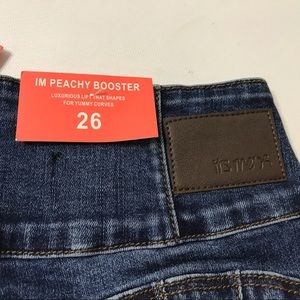 IM PEACHY BOOSTER
LUXURIOUS LIFT THAT SHAPES
FOR YUMMY CURVES
26